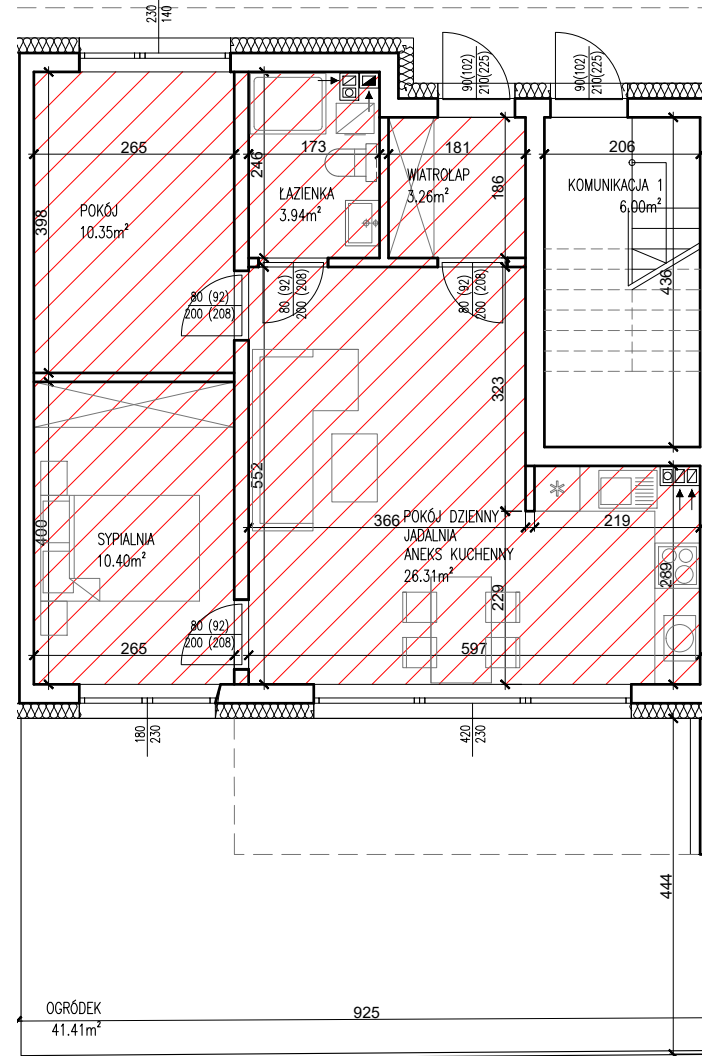 230
140
90(102)
210(225)
90(102)
210(225)
265
246
173
181
206
398
POKÓJ
10.35m²
ŁAZIENKA
3.94m²
WIATROŁAP
3.26m²
186
KOMUNIKACJA 1
6.00m²
436
80 (92)
200 (208)
80 (92)
200 (208)
80 (92)
200 (208)
323
552
400
SYPIALNIA
10.40m²
366
POKÓJ DZIENNY
JADALNIA
ANEKS KUCHENNY
26.31m²
219
289
229
80 (92)
200 (208)
265
597
180
230
420
230
444
OGRÓDEK
41.41m²
925